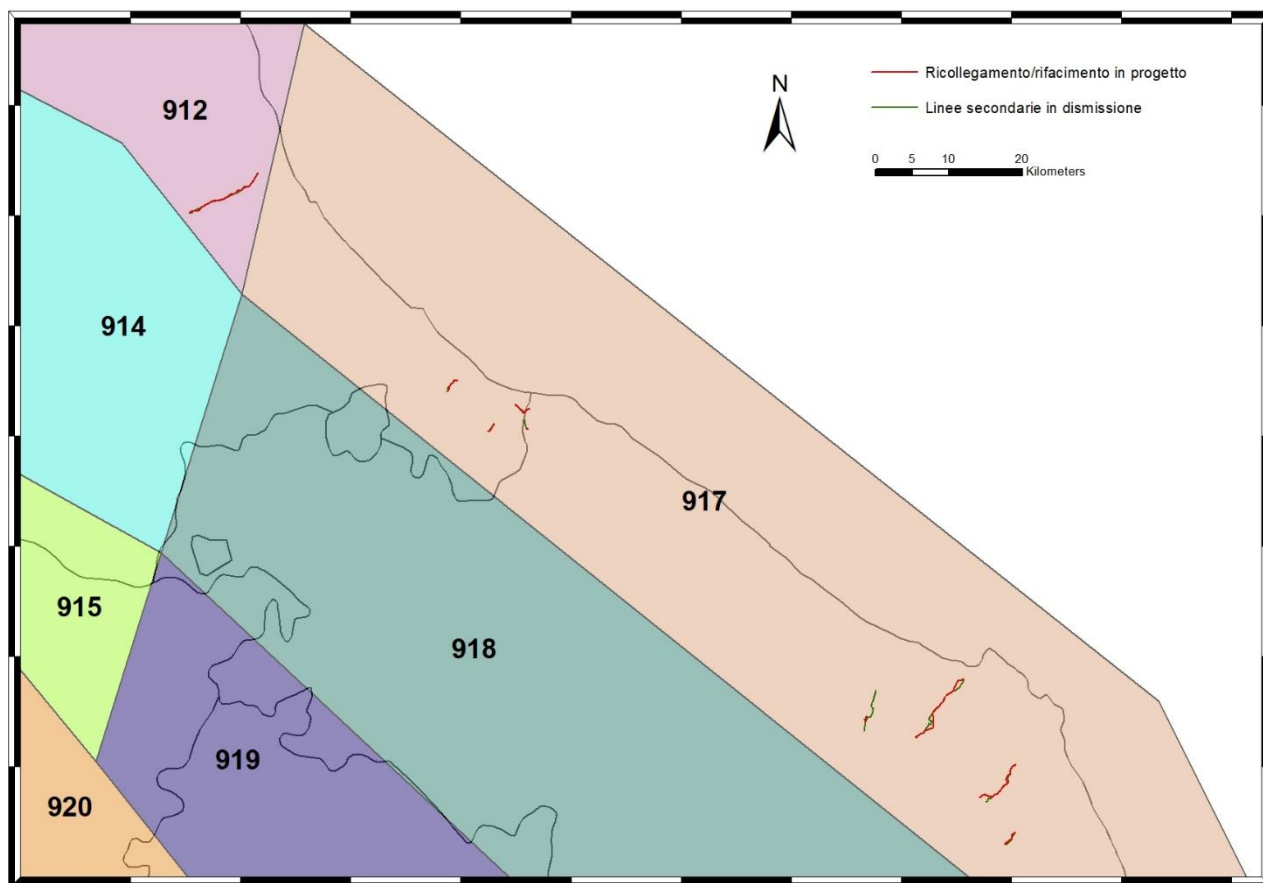 Ricollegamento/rifacimento in progetto
N
912
Linee secondarie in dismissione
0 5 10 20
Kilometers
914
917
915
918
919
920